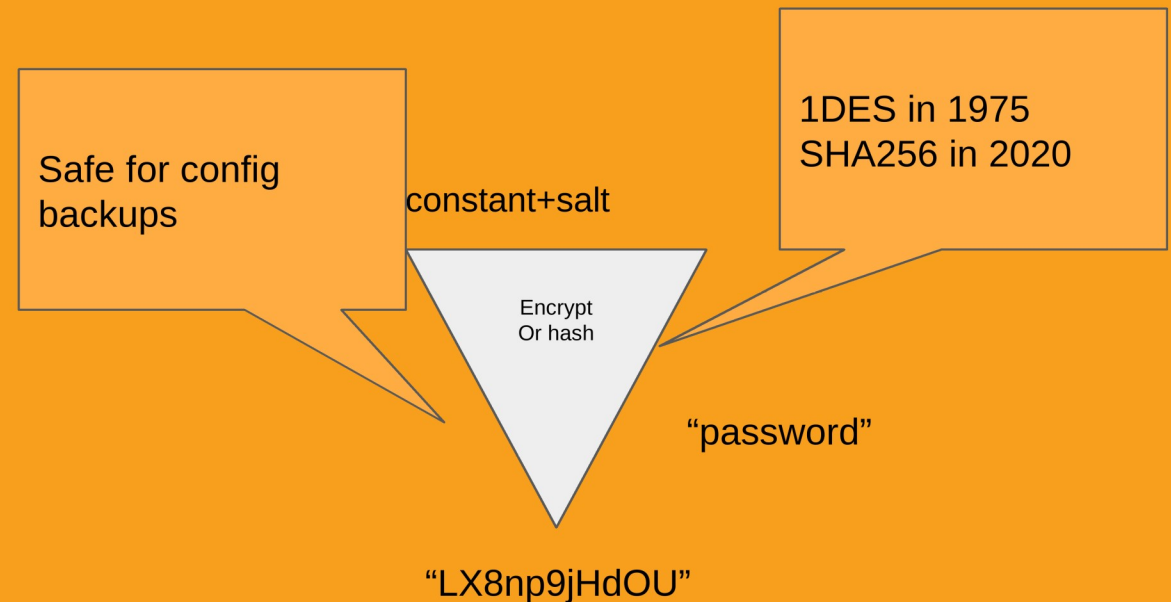 1DES in 1975
SHA256 in 2020
Safe for config
backups
constant+salt
Encrypt
Or hash
“password”
“LX8np9jHdOU”